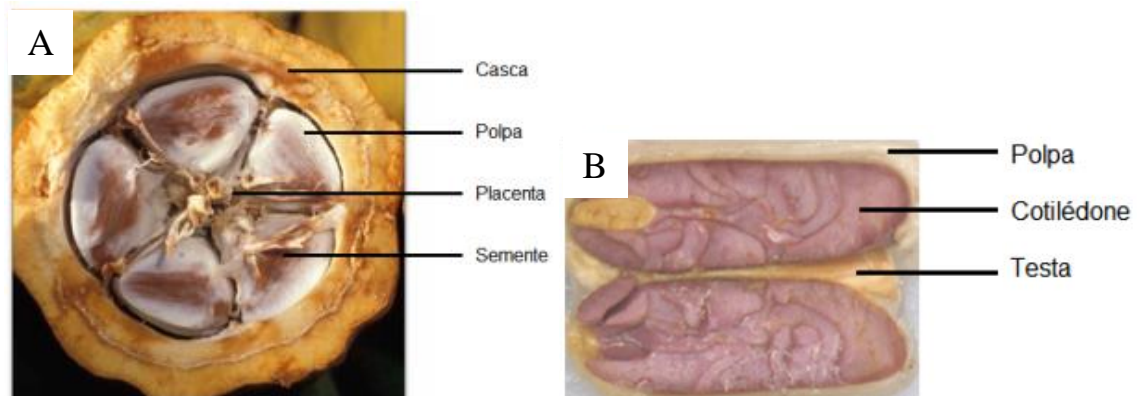 A
Casca
Polpa
Placenta
Semente
B
Polpa
Cotilédone
Testa